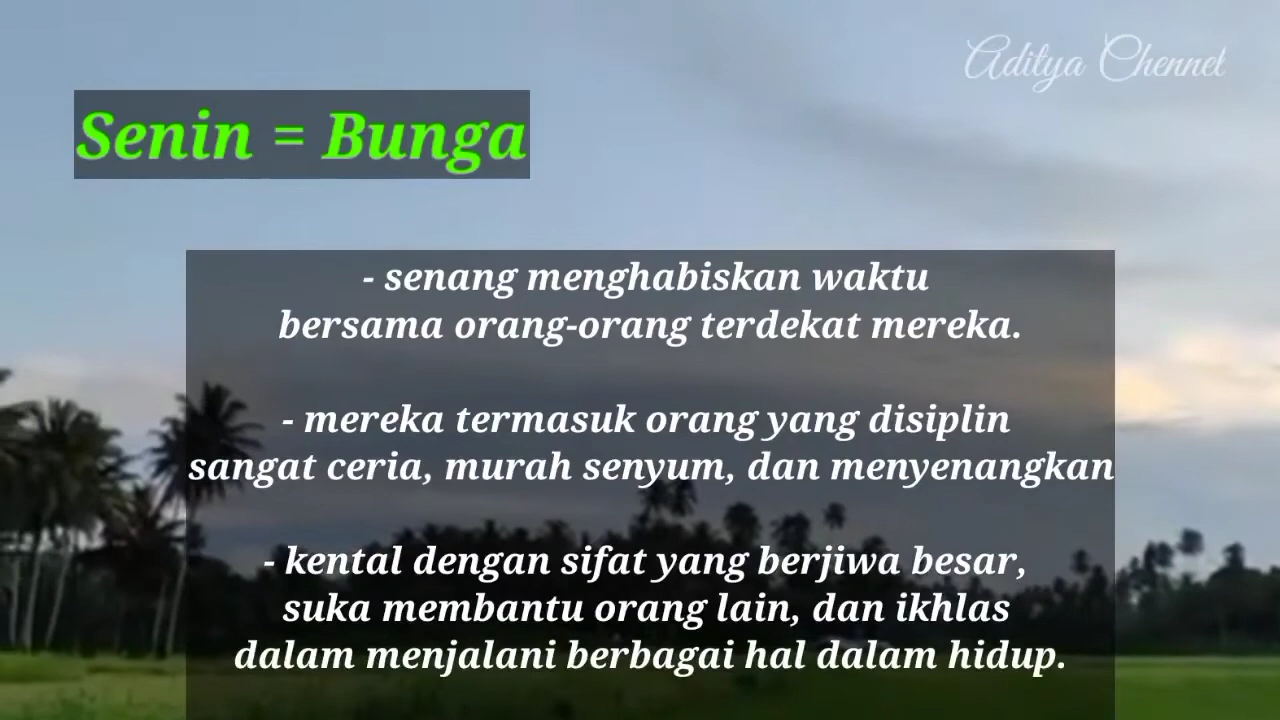 Aditya Chennel
Senin = Bunga
- senang menghabiskan waktu
bersama orang-orang terdekat mereka.
- mereka termasuk orang yang disiplin
sangat ceria, murah senyum, dan menyenangkan
- kental dengan sifat yang berjiwa besar,
suka membantu orang lain, dan ikhlas
dalam menjalani berbagai hal dalam hidup.